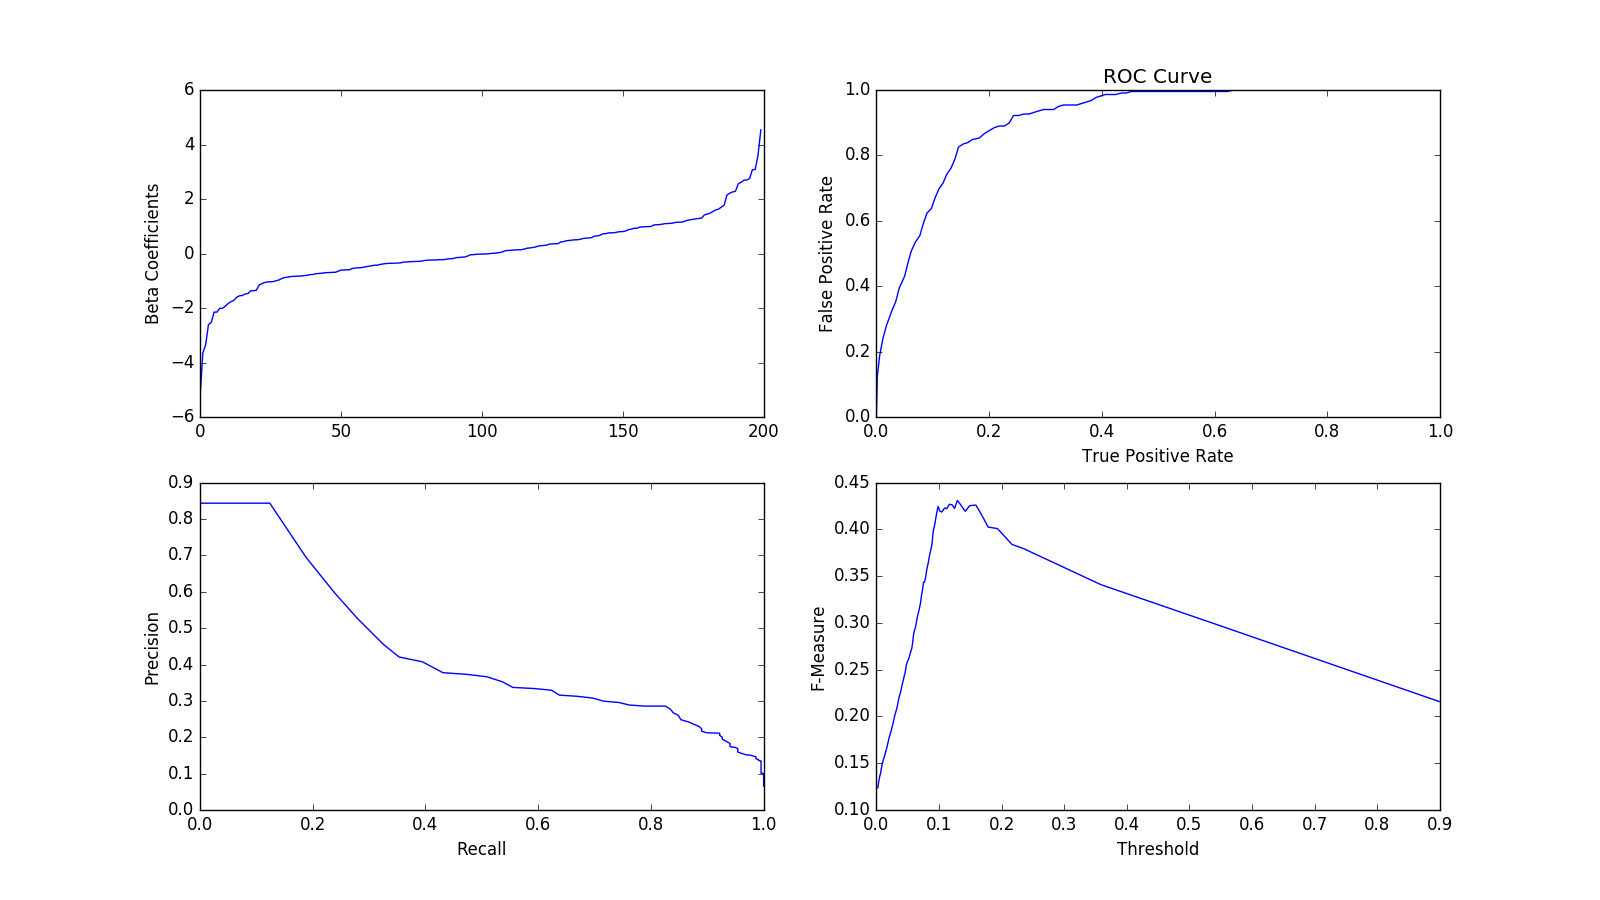 6
4
2
0
−2
−4
−6
Beta Coefficients
0 50 100 150 200
ROC Curve
1.0
0.8
0.6
0.4
0.2
0.0
False Positive Rate
0.0 0.2 0.4 0.6 0.8 1.0
True Positive Rate
0.9
0.8
0.7
0.6
0.5
0.4
0.3
0.2
0.1
0.0
Precision
0.0 0.2 0.4 0.6 0.8 1.0
Recall
0.45
0.40
0.35
0.30
0.25
0.20
0.15
0.10
F-Measure
0.0 0.1 0.2 0.3 0.4 0.5 0.6 0.7 0.8 0.9
Threshold